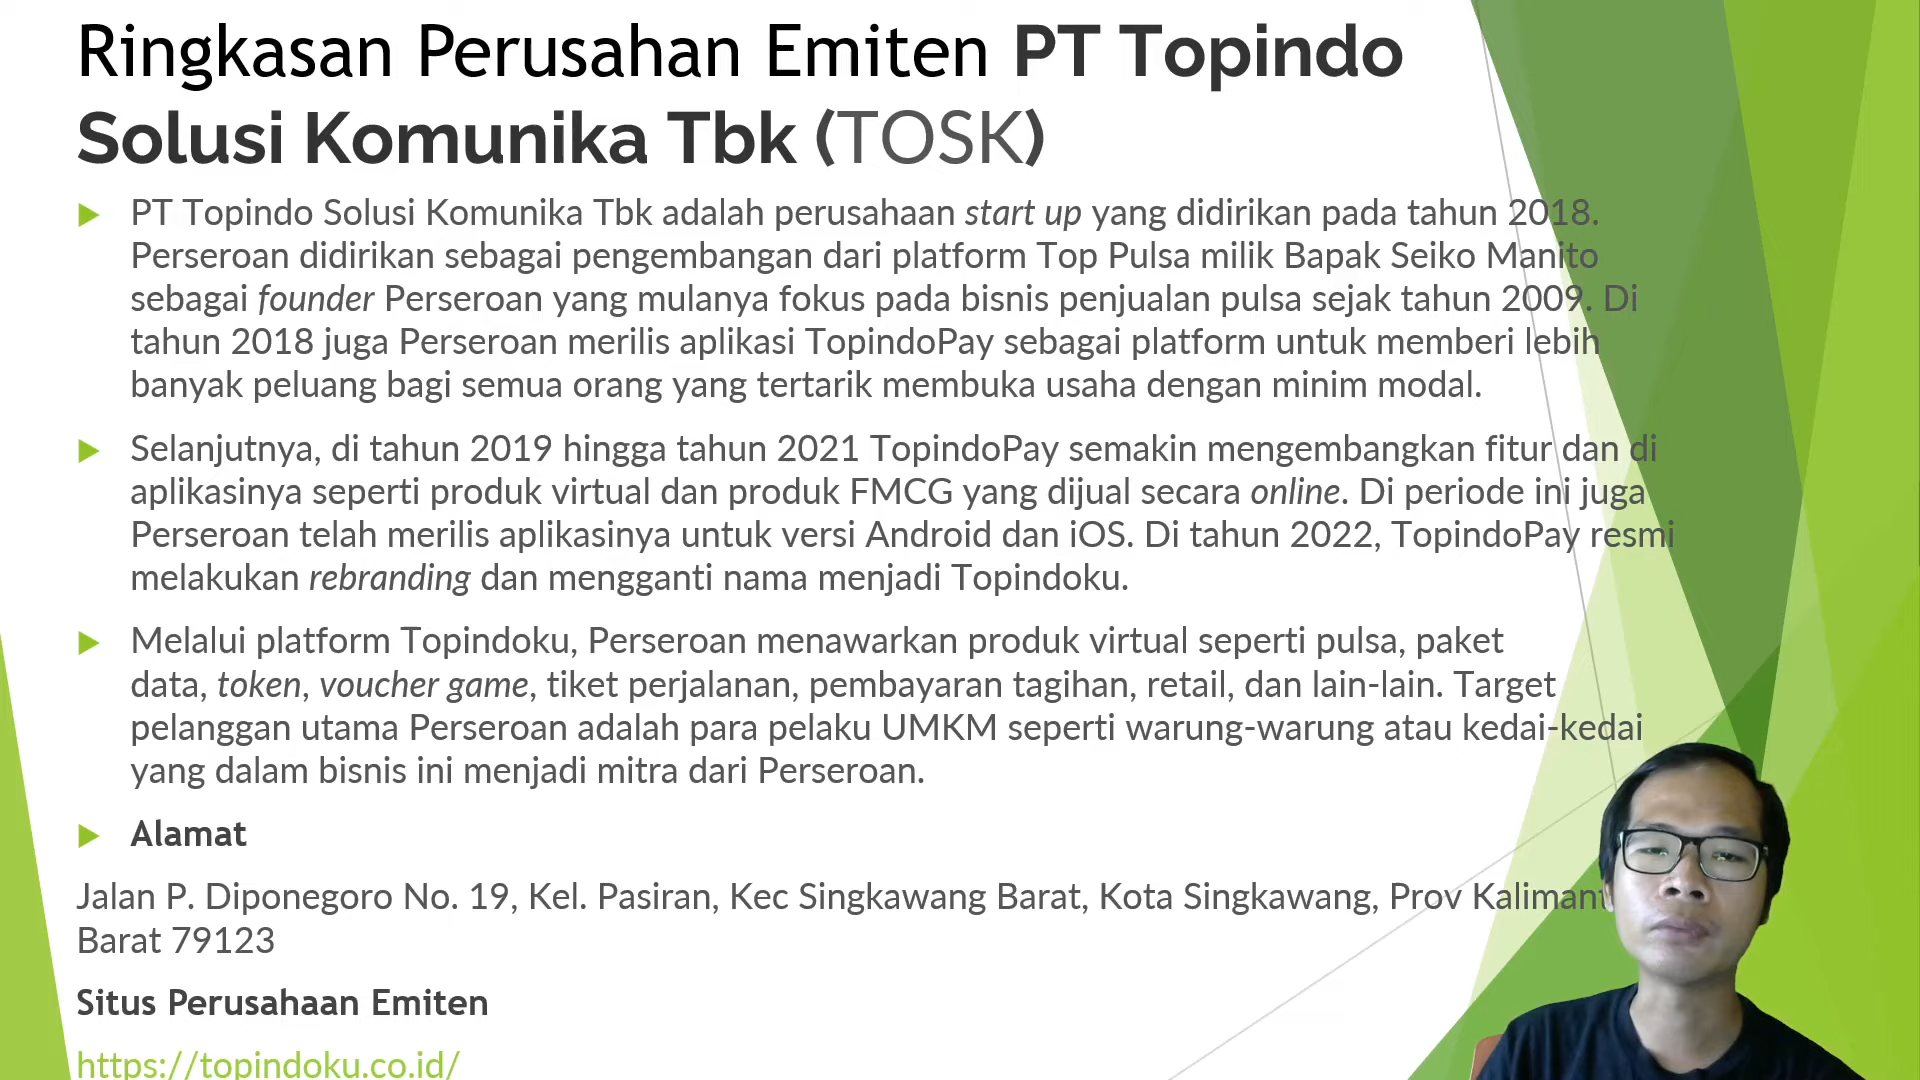 Ringkasan Perusahan Emiten PT Topindo
Solusi Komunika Tbk (TOSK)
PT Topindo Solusi Komunika Tbk adalah perusahaan start up yang didirikan pada tahun 2018.
Perseroan didirikan sebagai pengembangan dari platform Top Pulsa milik Bapak Seiko Manito
sebagai founder Perseroan yang mulanya fokus pada bisnis penjualan pulsa sejak tahun 2009. Di
tahun 2018 juga Perseroan merilis aplikasi TopindoPay sebagai platform untuk memberi lebih
banyak peluang bagi semua orang yang tertarik membuka usaha dengan minim modal.
Selanjutnya, di tahun 2019 hingga tahun 2021 TopindoPay semakin mengembangkan fitur dan di
aplikasinya seperti produk virtual dan produk FMCG yang dijual secara online. Di periode ini juga
Perseroan telah merilis aplikasinya untuk versi Android dan iOS. Di tahun 2022, TopindoPay resmi
melakukan rebranding dan mengganti nama menjadi Topindoku.
Melalui platform Topindoku, Perseroan menawarkan produk virtual seperti pulsa, paket
data, token, voucher game, tiket perjalanan, pembayaran tagihan, retail, dan lain-lain. Target
pelanggan utama Perseroan adalah para pelaku UMKM seperti warung-warung atau kedai-kedai
yang dalam bisnis ini menjadi mitra dari Perseroan.
Alamat
Jalan P. Diponegoro No. 19, Kel. Pasiran, Kec Singkawang Barat, Kota Singkawang, Prov
Barat 79123
Situs Perusahaan Emiten
https://topindoku.co.id/